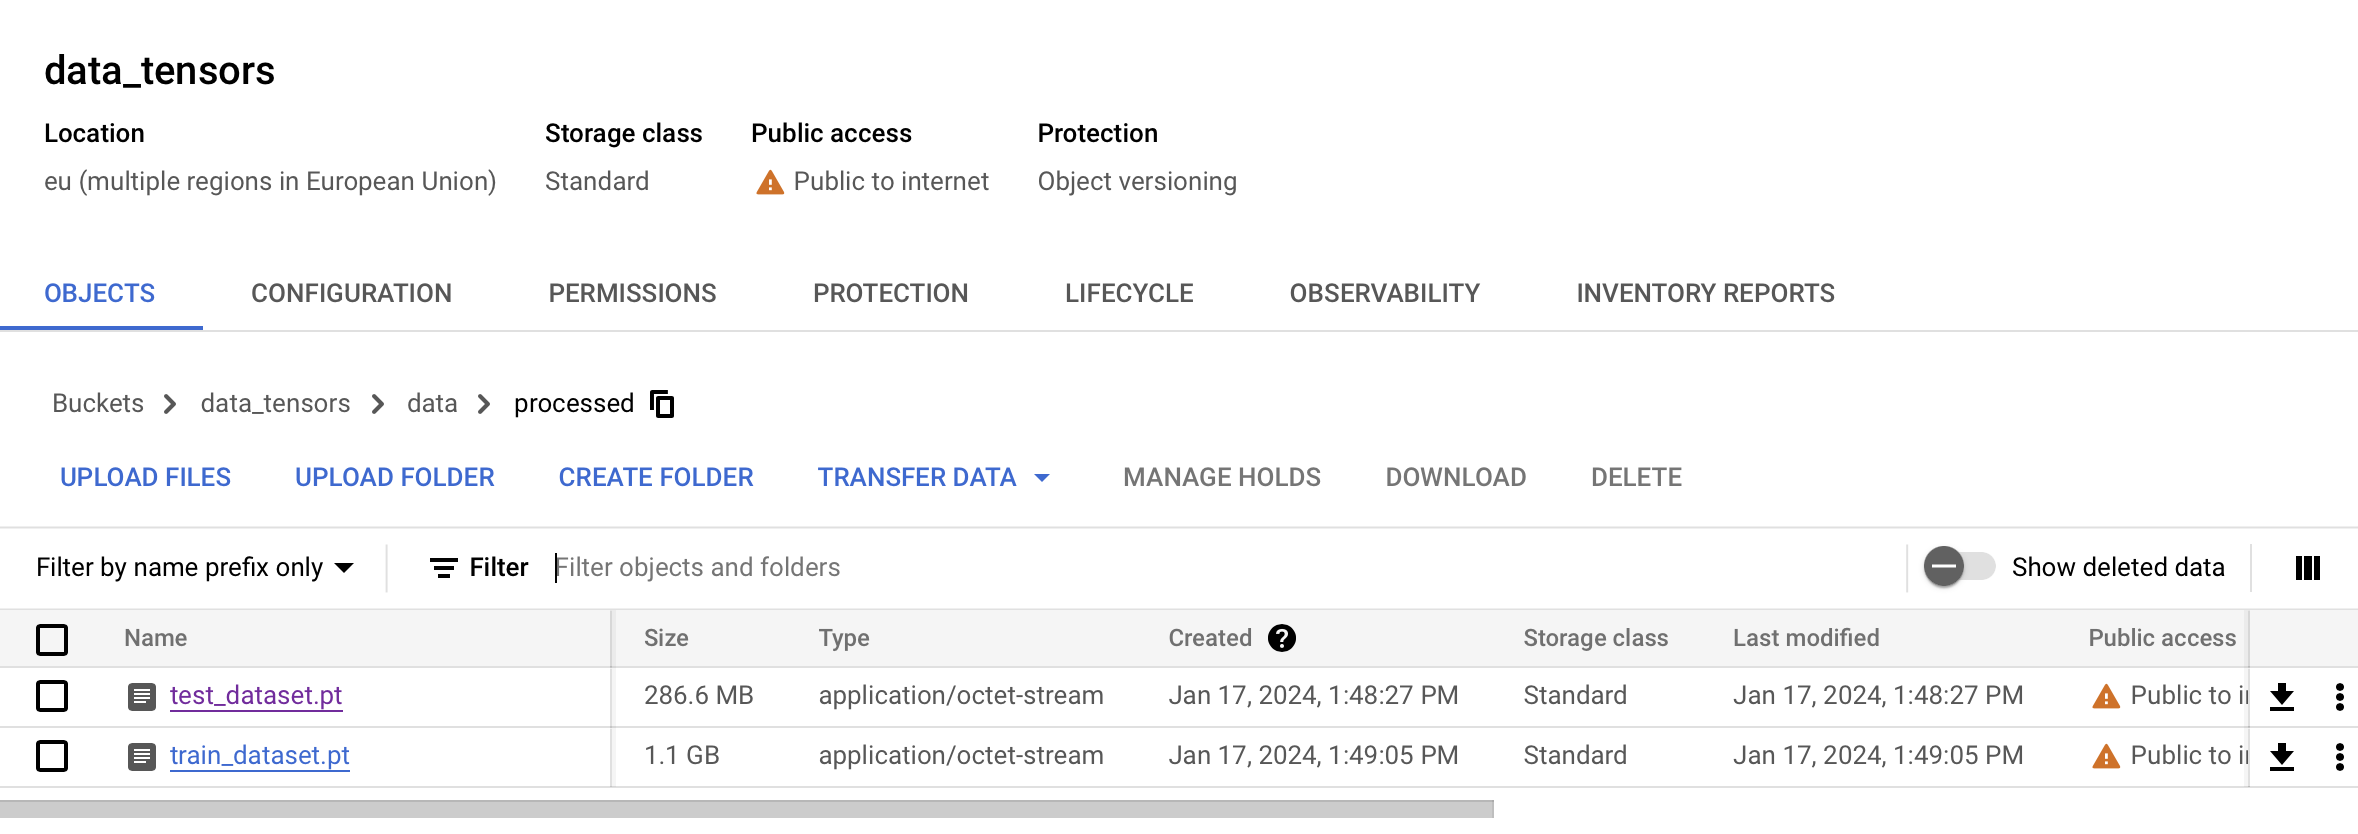 data_tensors
Location Storage class Public access Protection
eu (multiple regions in European Union) Standard Public to internet Object versioning
OBJECTS CONFIGURATION PERMISSIONS PROTECTION LIFECYCLE OBSERVABILITY INVENTORY REPORTS
Buckets data_tensors data processed
UPLOAD FILES UPLOAD FOLDER CREATE FOLDER TRANSFER DATA MANAGE HOLDS DOWNLOAD DELETE
Filter by name prefix only Filter Filter objects and folders Show deleted data
Name Size Type Created Storage class Last modified Public access
test_dataset.pt 286.6 MB application/octet-stream Jan 17, 2024, 1:48:27 PM Standard Jan 17, 2024, 1:48:27 PM Public to
train_dataset.pt 1.1 GB application/octet-stream Jan 17, 2024, 1:49:05 PM Standard Jan 17, 2024, 1:49:05 PM Public to